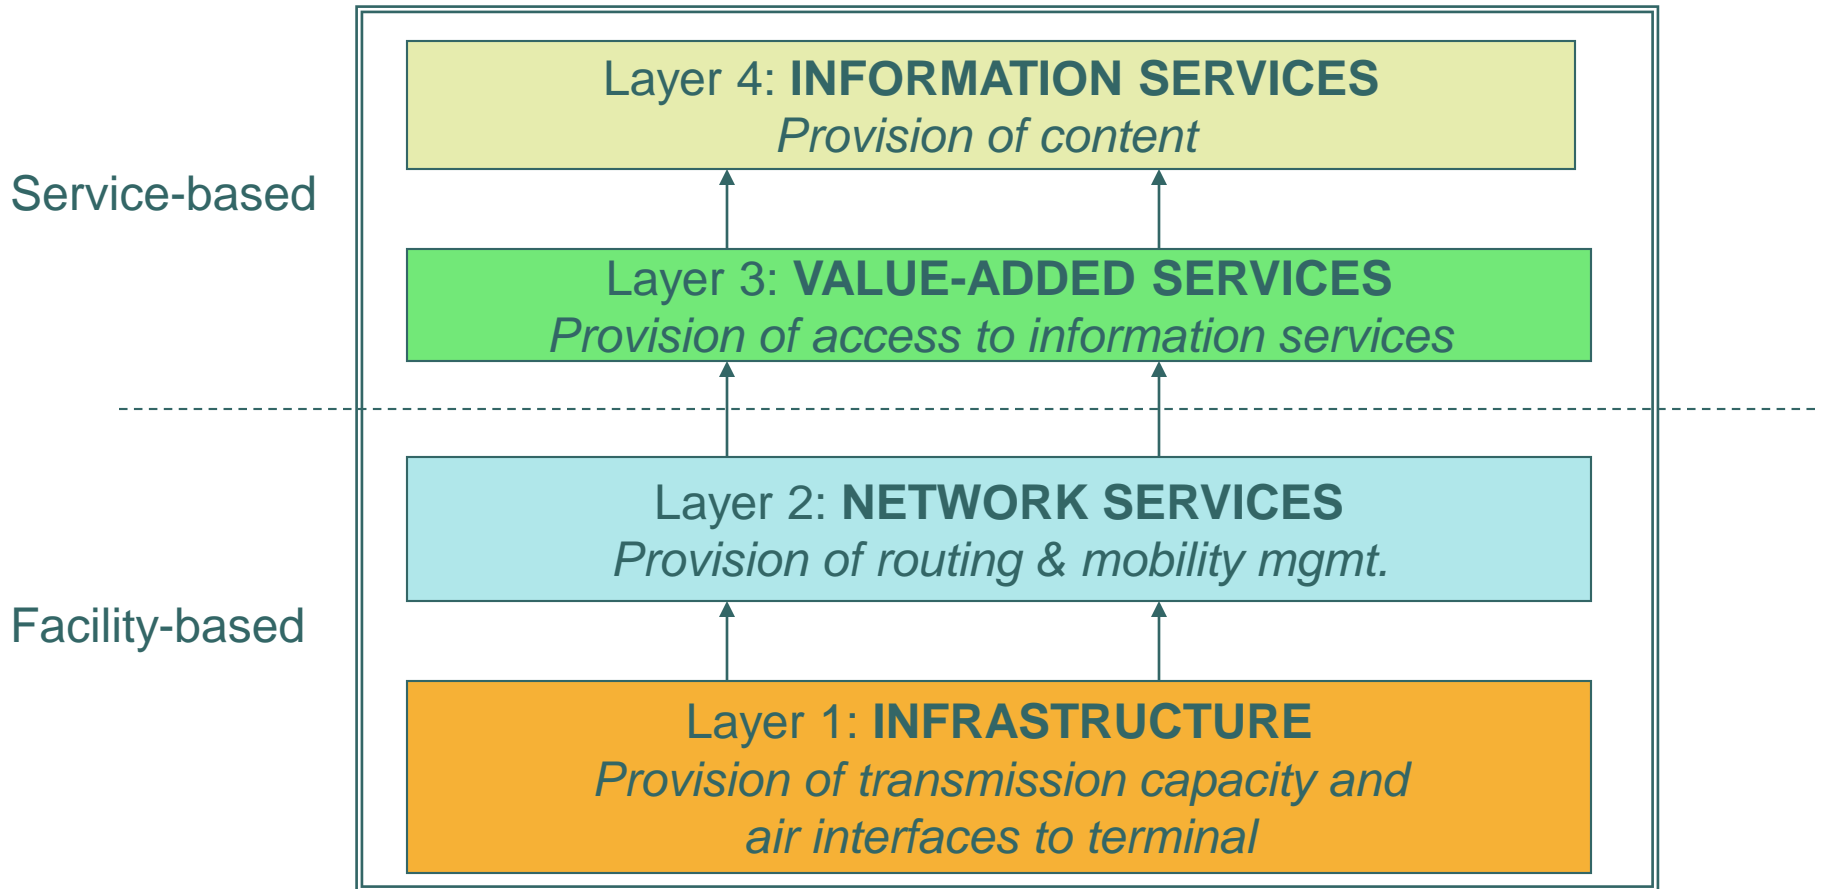 Layer 4: INFORMATION SERVICES
Provision of content
Service-based
Layer 3: VALUE-ADDED SERVICES
Provision of access to information services
Layer 2: NETWORK SERVICES
Provision of routing & mobility mgmt.
Facility-based
Layer 1: INFRASTRUCTURE
Provision of transmission capacity and
air interfaces to terminal